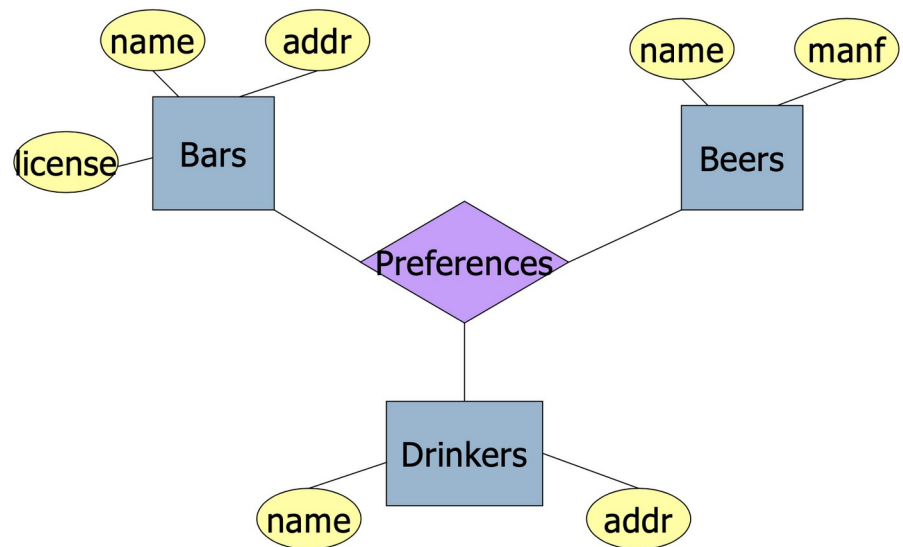 name
addr
license
Bars
name
manf
Beers
Preferences
Drinkers
name
addr